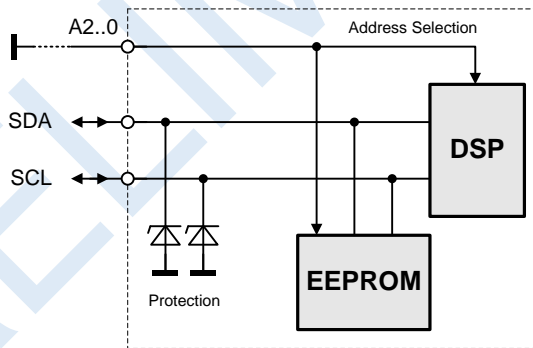 A2..0
Address Selection
SDA
DSP
SCL
EEPROM
Protection